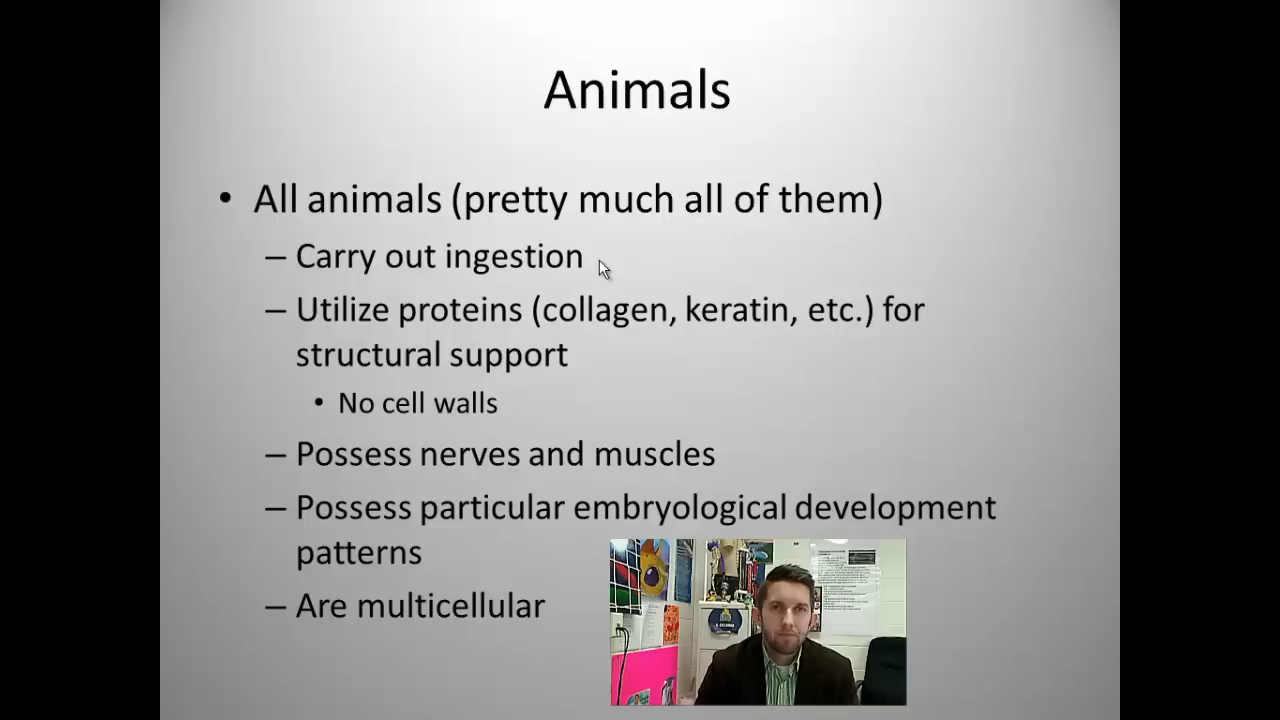 Animals
• All animals (pretty much all of them)
– Carry out ingestion
– Utilize proteins (collagen, keratin, etc.) for
structural support
• No cell walls
– Possess nerves and muscles
– Possess particular embryological development
patterns
– Are multicellular